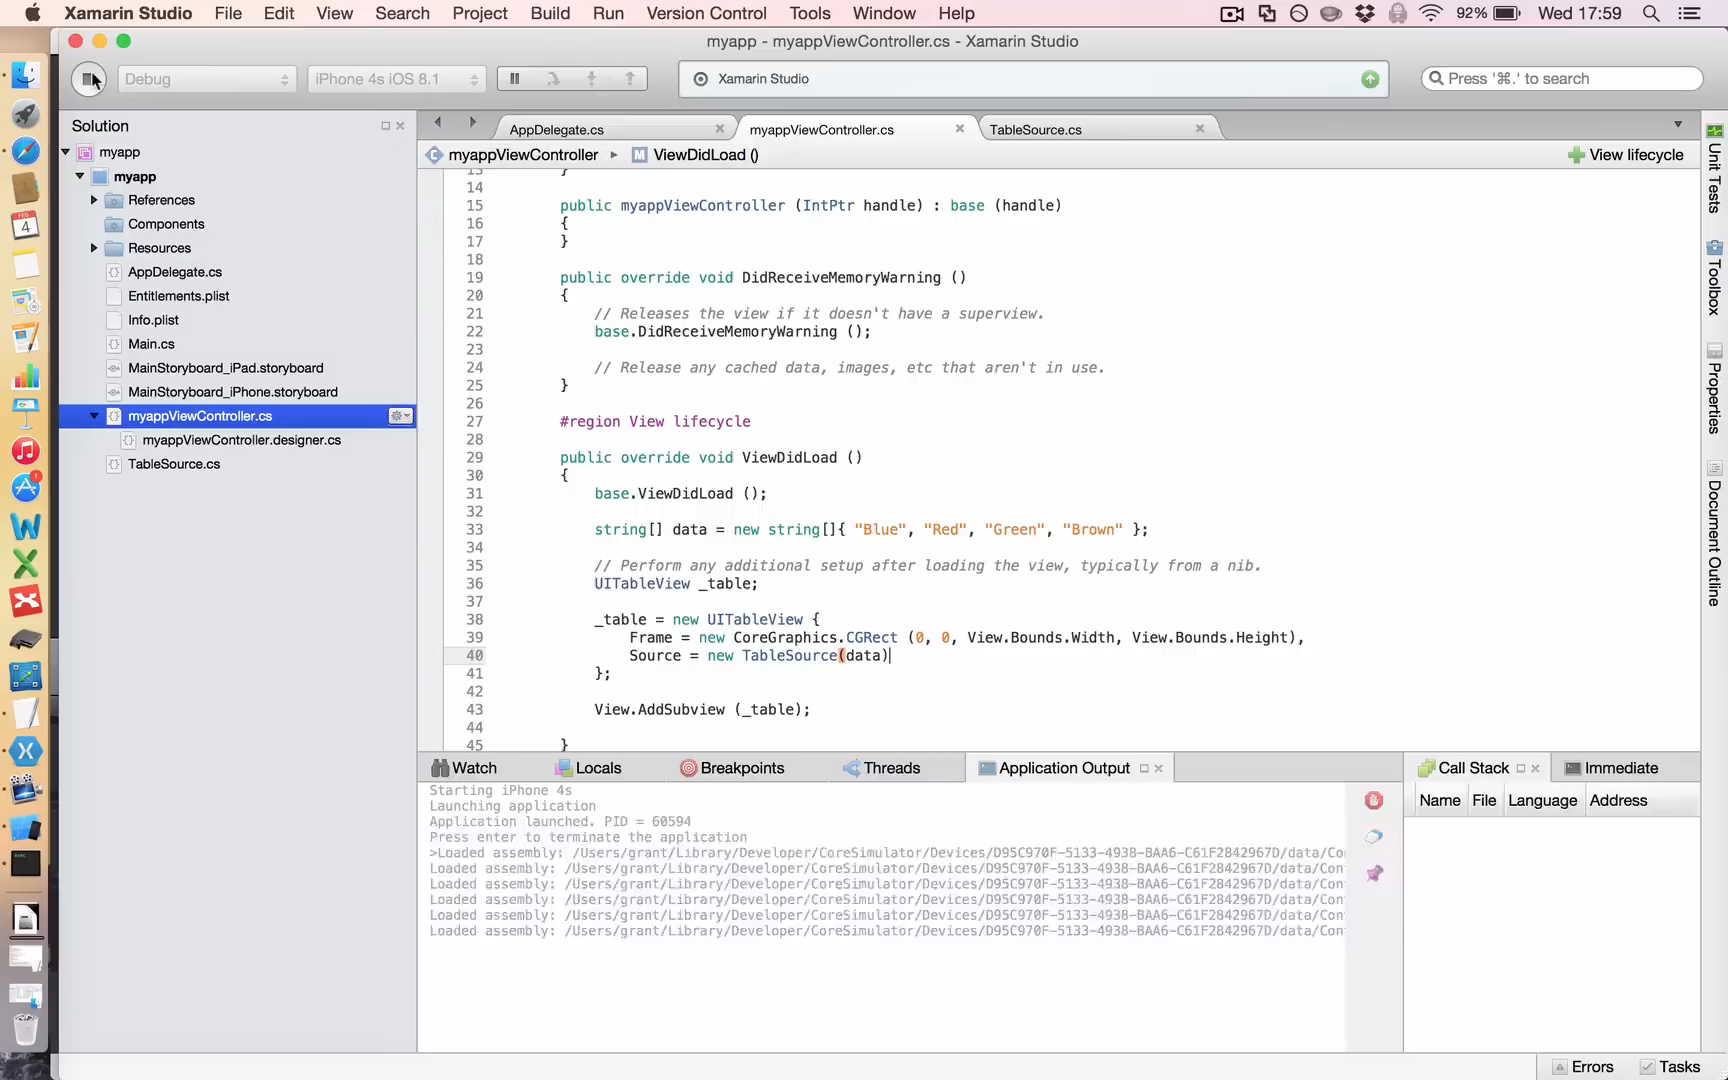 Xamarin Studio File Edit View Search Project Build Run Version Control Tools Window Help 92% Wed 17:59
myapp - myappViewController.cs - Xamarin Studio
Debug iPhone 4s iOS 8.1 Xamarin Studio Press '⌘.' to search
Solution
myapp
myapp
References
Components
Resources
AppDelegate.cs
Entitlements.plist
Info.plist
Main.cs
MainStoryboard_iPad.storyboard
MainStoryboard_iPhone.storyboard
myappViewController.cs
myappViewController.designer.cs
TableSource.cs
FEB
4
AppDelegate.cs myappViewController.cs TableSource.cs
C myappViewController M ViewDidLoad () View lifecycle
13 }
14
15 public myappViewController (IntPtr handle) : base (handle)
16 {
17 }
18
19 public override void DidReceiveMemoryWarning ()
20 {
21 // Releases the view if it doesn't have a superview.
22 base.DidReceiveMemoryWarning ();
23
24 // Release any cached data, images, etc that aren't in use.
25 }
26
27 #region View lifecycle
28
29 public override void ViewDidLoad ()
30 {
31 base.ViewDidLoad ();
32
33 string[] data = new string[]{ "Blue", "Red", "Green", "Brown" };
34
35 // Perform any additional setup after loading the view, typically from a nib.
36 UITableView _table;
37
38 _table = new UITableView {
39 Frame = new CoreGraphics.CGRect (0, 0, View.Bounds.Width, View.Bounds.Height),
40 Source = new TableSource(data)
41 };
42
43 View.AddSubview (_table);
44
45 }
Unit Tests
Toolbox
Properties
Document Outline
Watch Locals Breakpoints Threads Application Output
Starting iPhone 4s
Launching application
Application launched. PID = 60594
Press enter to terminate the application
>Loaded assembly: /Users/grant/Library/Developer/CoreSimulator/Devices/D95C970F-5133-4938-BAA6-C61F2842967D/data/Con
Loaded assembly: /Users/grant/Library/Developer/CoreSimulator/Devices/D95C970F-5133-4938-BAA6-C61F2842967D/data/Con
Loaded assembly: /Users/grant/Library/Developer/CoreSimulator/Devices/D95C970F-5133-4938-BAA6-C61F2842967D/data/Con
Loaded assembly: /Users/grant/Library/Developer/CoreSimulator/Devices/D95C970F-5133-4938-BAA6-C61F2842967D/data/Con
Loaded assembly: /Users/grant/Library/Developer/CoreSimulator/Devices/D95C970F-5133-4938-BAA6-C61F2842967D/data/Con
Loaded assembly: /Users/grant/Library/Developer/CoreSimulator/Devices/D95C970F-5133-4938-BAA6-C61F2842967D/data/Con
Call Stack Immediate
Name File Language Address
Errors Tasks